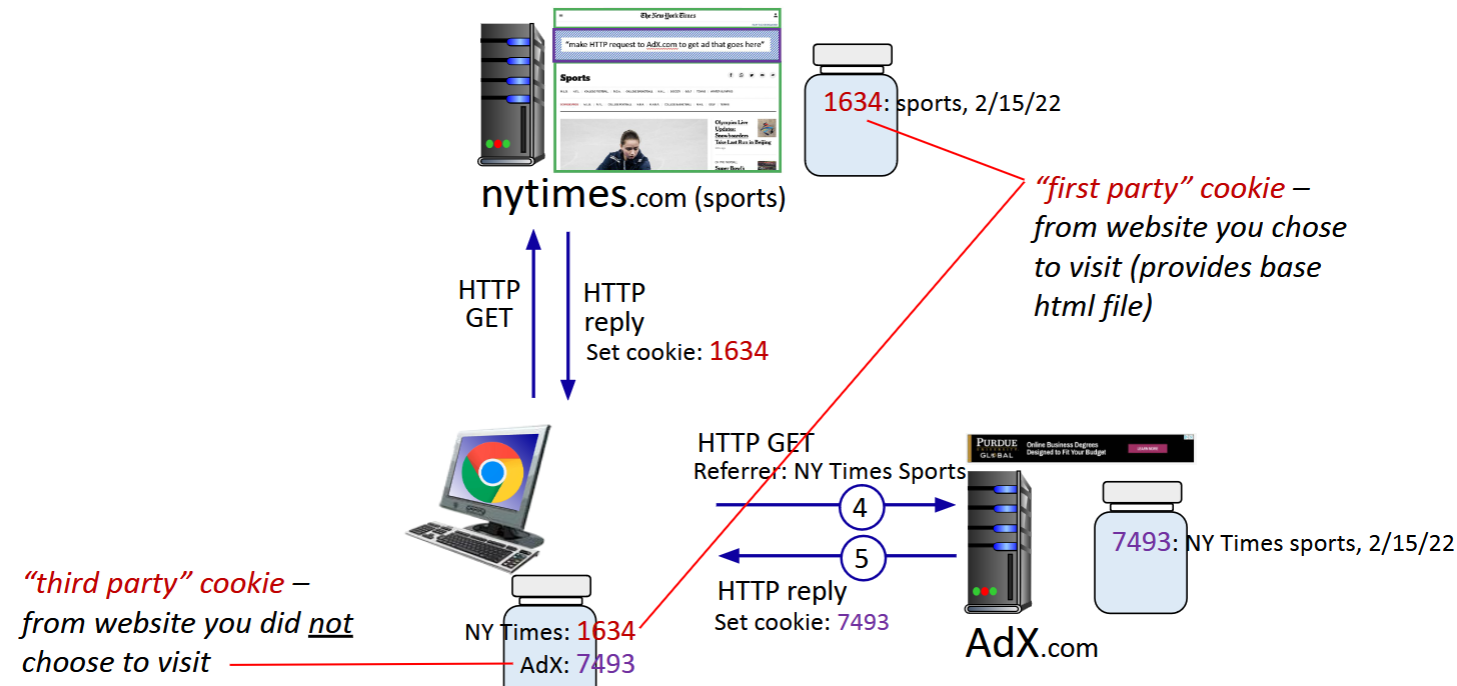 The New York Times
"make HTTP request to AdX.com to get ad that goes here"
Sports
Olympics Live
Updates:
Snowboarders
Take Last Run in Beijing
1634: sports, 2/15/22
nytimes.com (sports)
"first party" cookie –
from website you chose
to visit (provides base
html file)
HTTP
GET
HTTP
reply
Set cookie: 1634
HTTP GET
Referrer: NY Times Sports
4
5
HTTP reply
Set cookie: 7493
PURDUE
UNIVERSITY
GLOBAL
Online Business Degrees
Designed to Fit Your Budget
LEARN MORE
7493: NY Times sports, 2/15/22
AdX.com
"third party" cookie –
from website you did not
choose to visit
NY Times: 1634
AdX: 7493